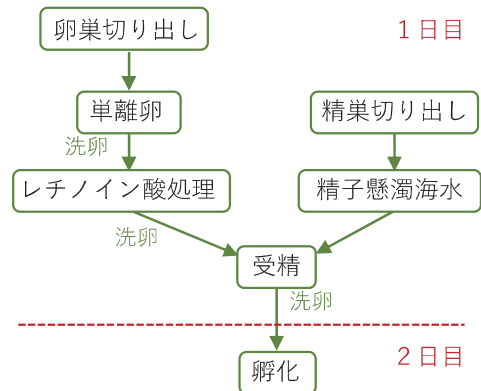 卵巣切り出し
1日目
単離卵
精巣切り出し
洗卵
レチノイン酸処理
精子懸濁海水
洗卵
受精
洗卵
2日目
孵化